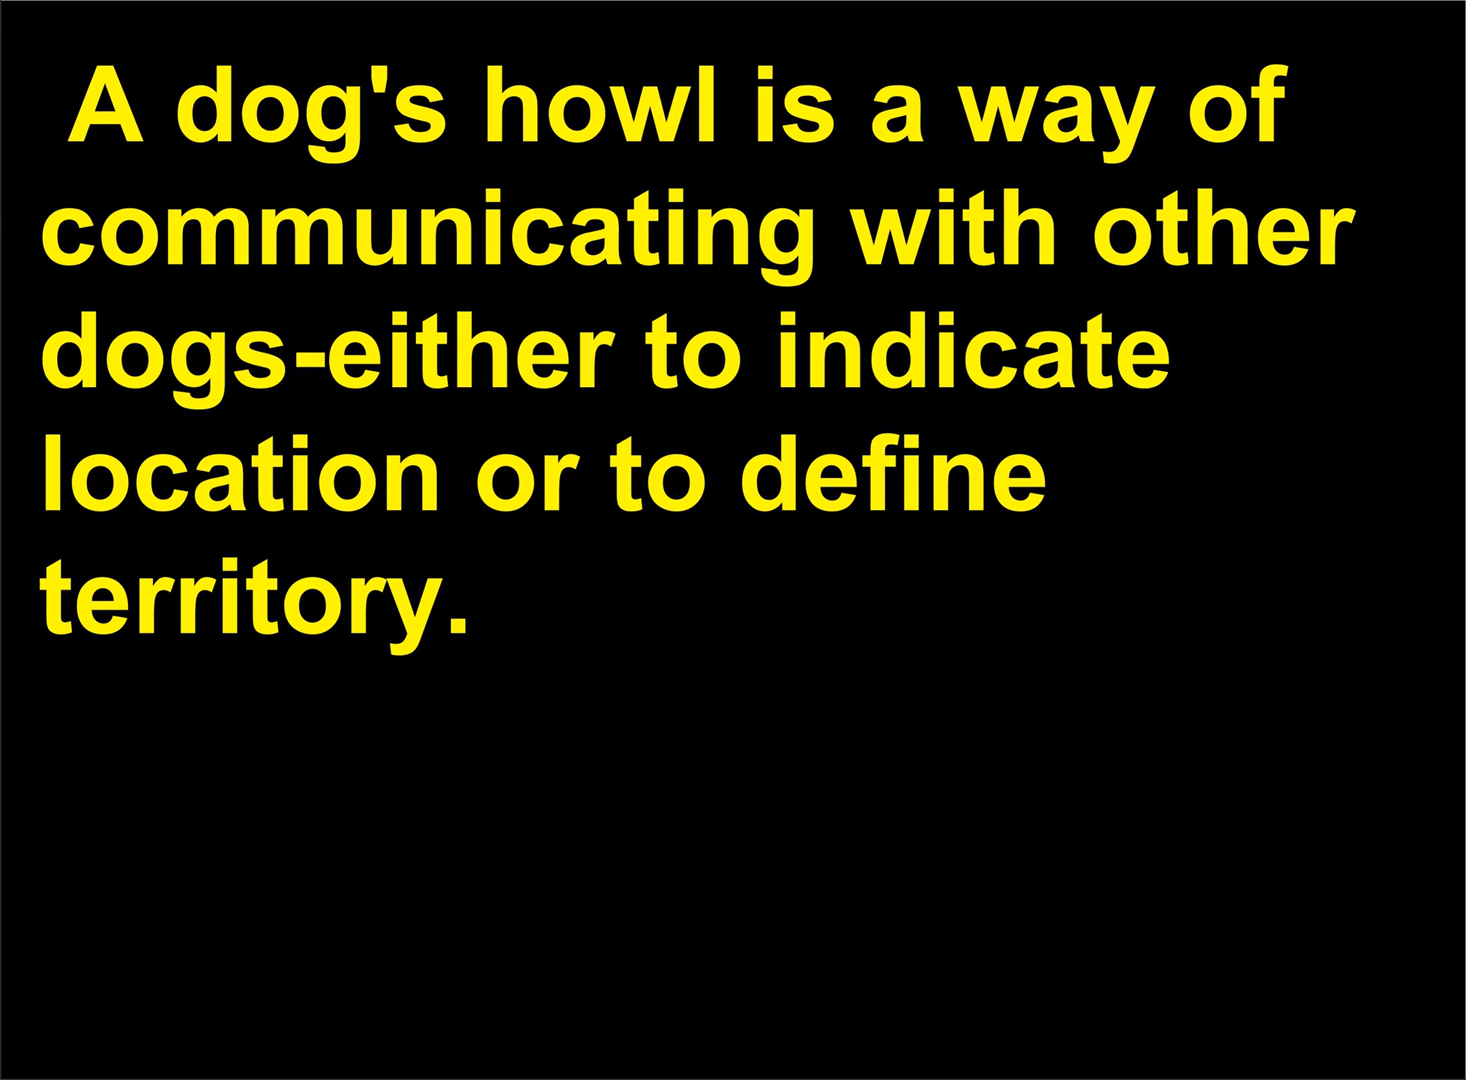 A dog's howl is a way of
communicating with other
dogs-either to indicate
location or to define
territory.